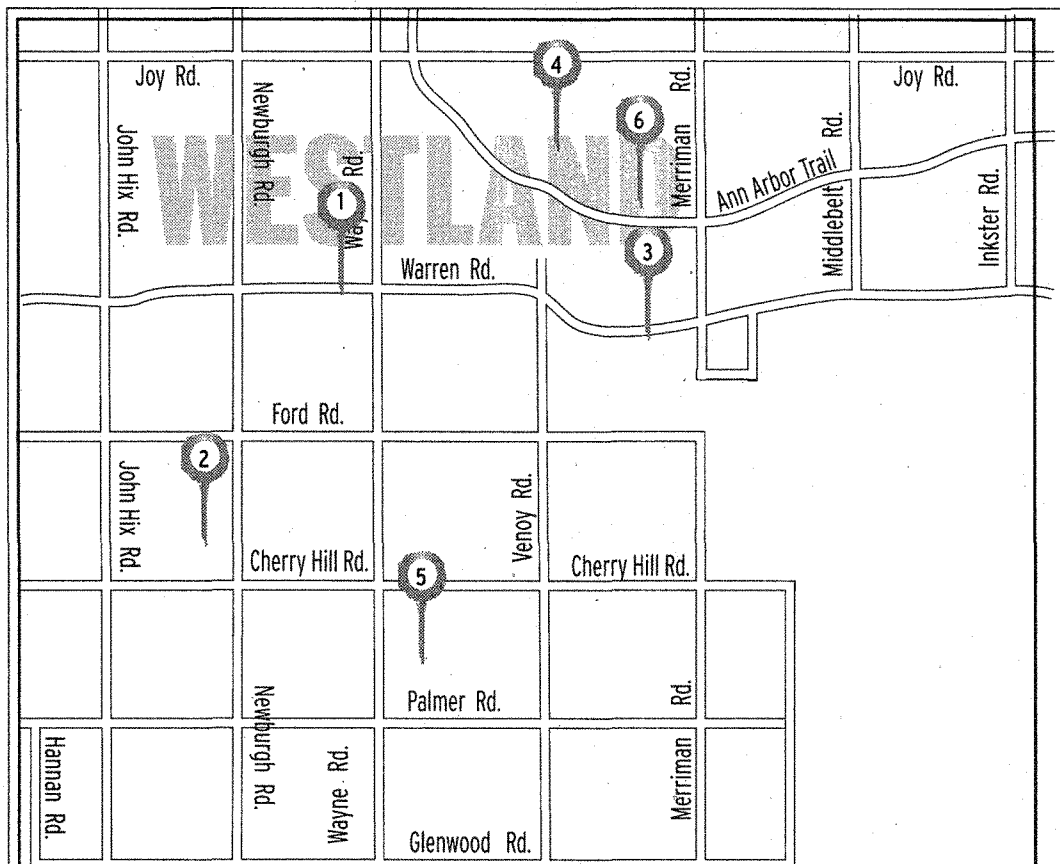 Joy Rd.
4
Joy Rd.
John Hix Rd.
Newburgh Rd.
WESTLAND
Way Rd.
1
6
Merriman Rd.
Ann Arbor Trail
Middlebelt Rd.
Inkster Rd.
3
Warren Rd.
Ford Rd.
2
John Hix Rd.
Cherry Hill Rd.
5
Venoy Rd.
Cherry Hill Rd.
Palmer Rd.
Hannan Rd.
Newburgh Rd.
Wayne Rd.
Merriman Rd.
Glenwood Rd.